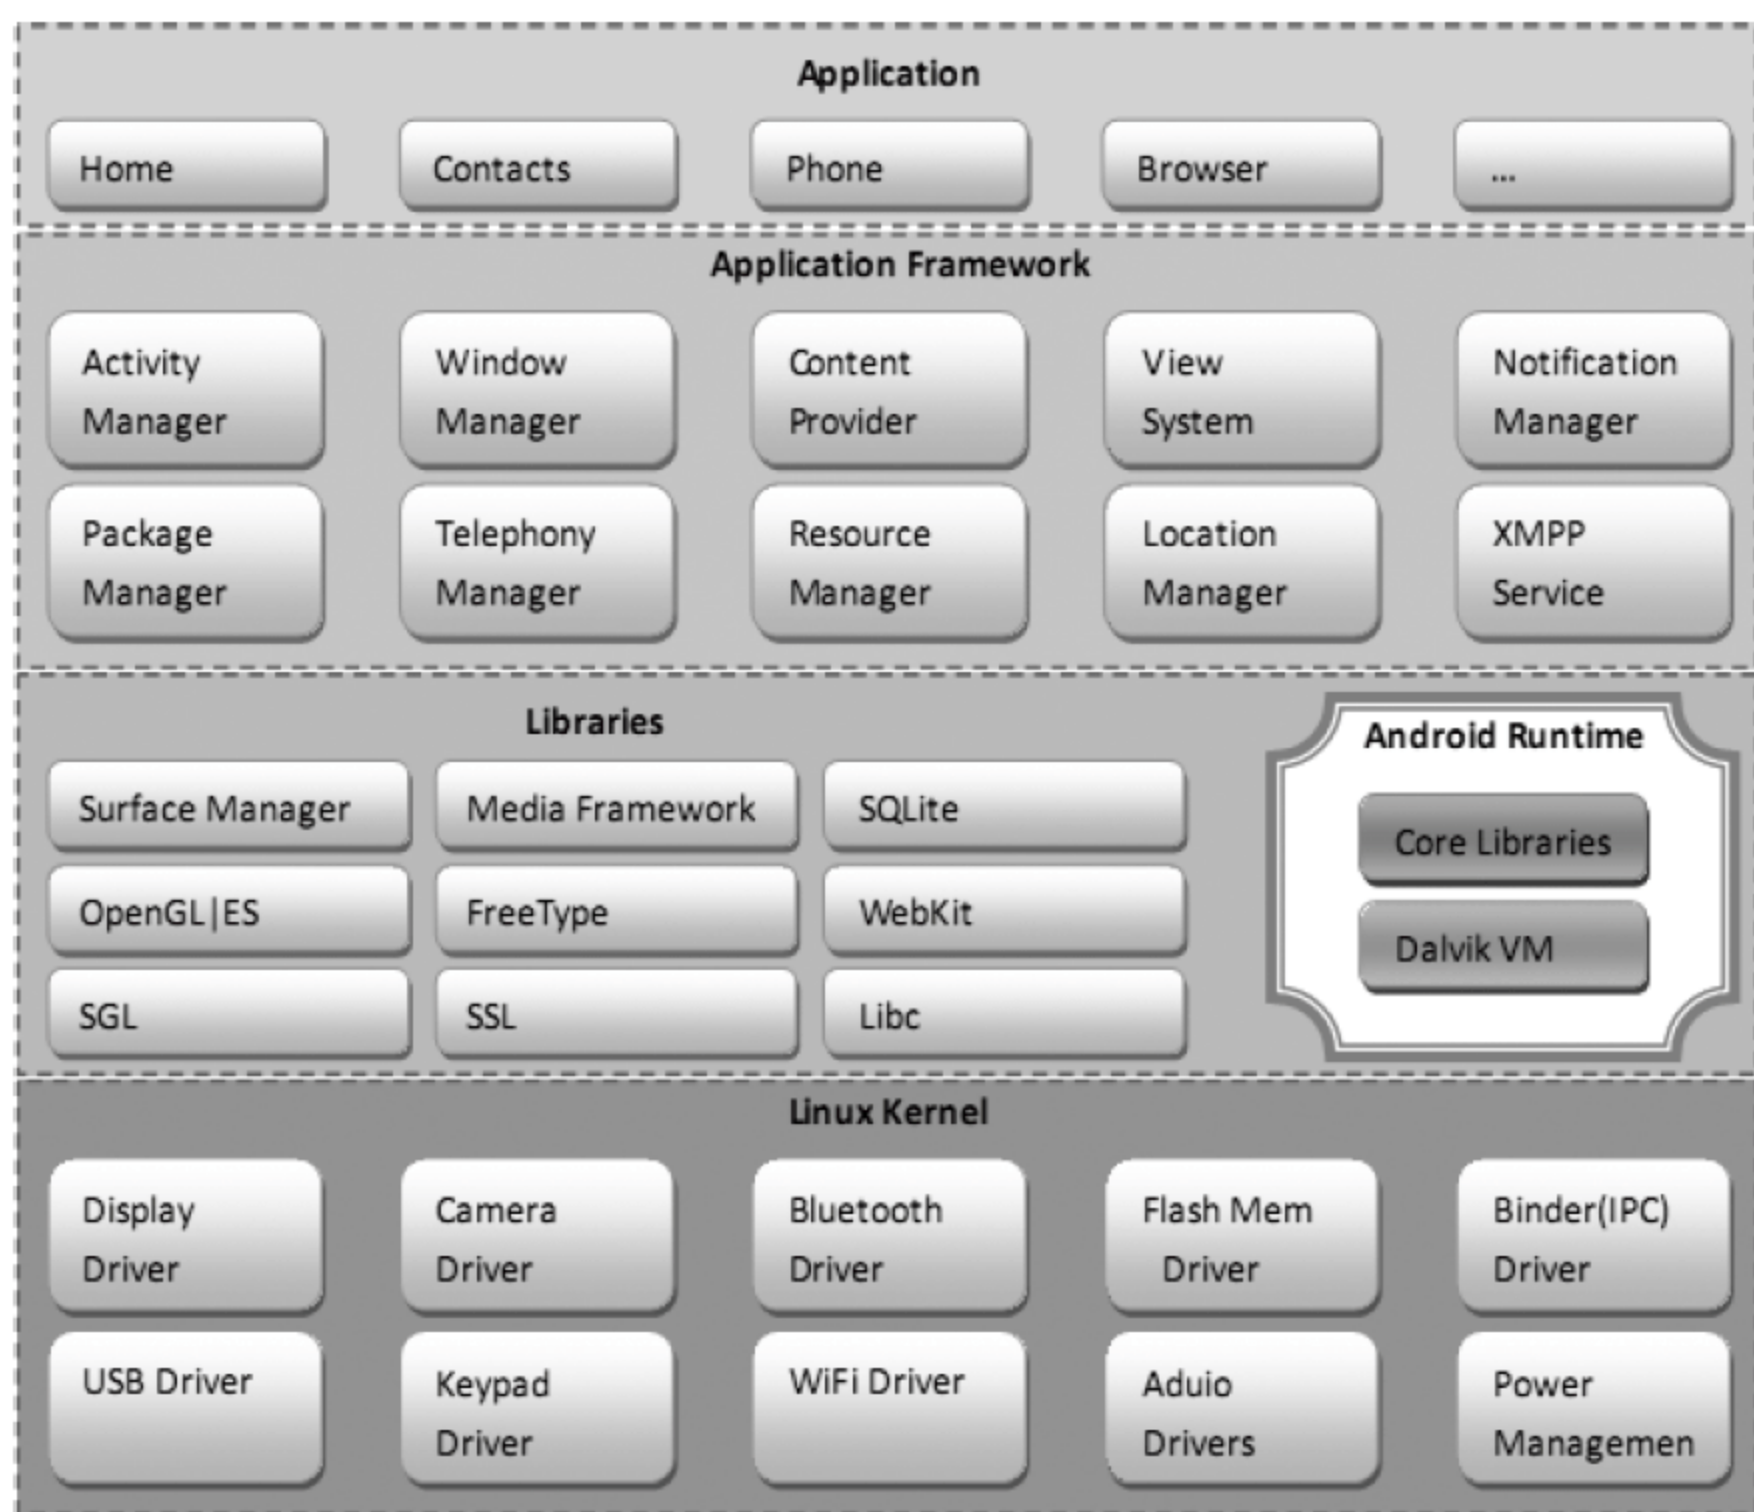 Application
Home
Contacts
Phone
Browser
...
Application Framework
Activity
Manager
Window
Manager
Content
Provider
View
System
Notification
Manager
Package
Manager
Telephony
Manager
Resource
Manager
Location
Manager
XMPP
Service
Libraries
Surface Manager
Media Framework
SQLite
OpenGL|ES
FreeType
WebKit
SGL
SSL
Libc
Android Runtime
Core Libraries
Dalvik VM
Linux Kernel
Display
Driver
Camera
Driver
Bluetooth
Driver
Flash Mem
Driver
Binder(IPC)
Driver
USB Driver
Keypad
Driver
WiFi Driver
Aduio
Drivers
Power
Managemen